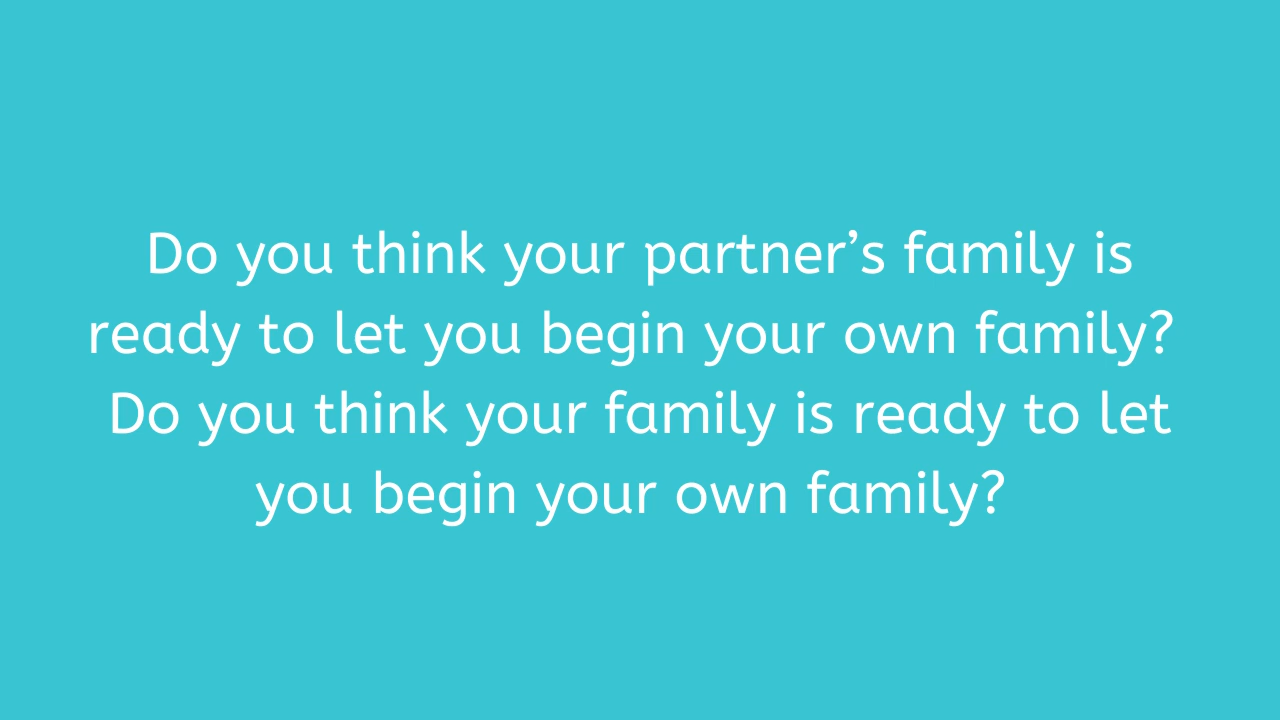 Do you think your partner’s family is
ready to let you begin your own family?
Do you think your family is ready to let
you begin your own family?